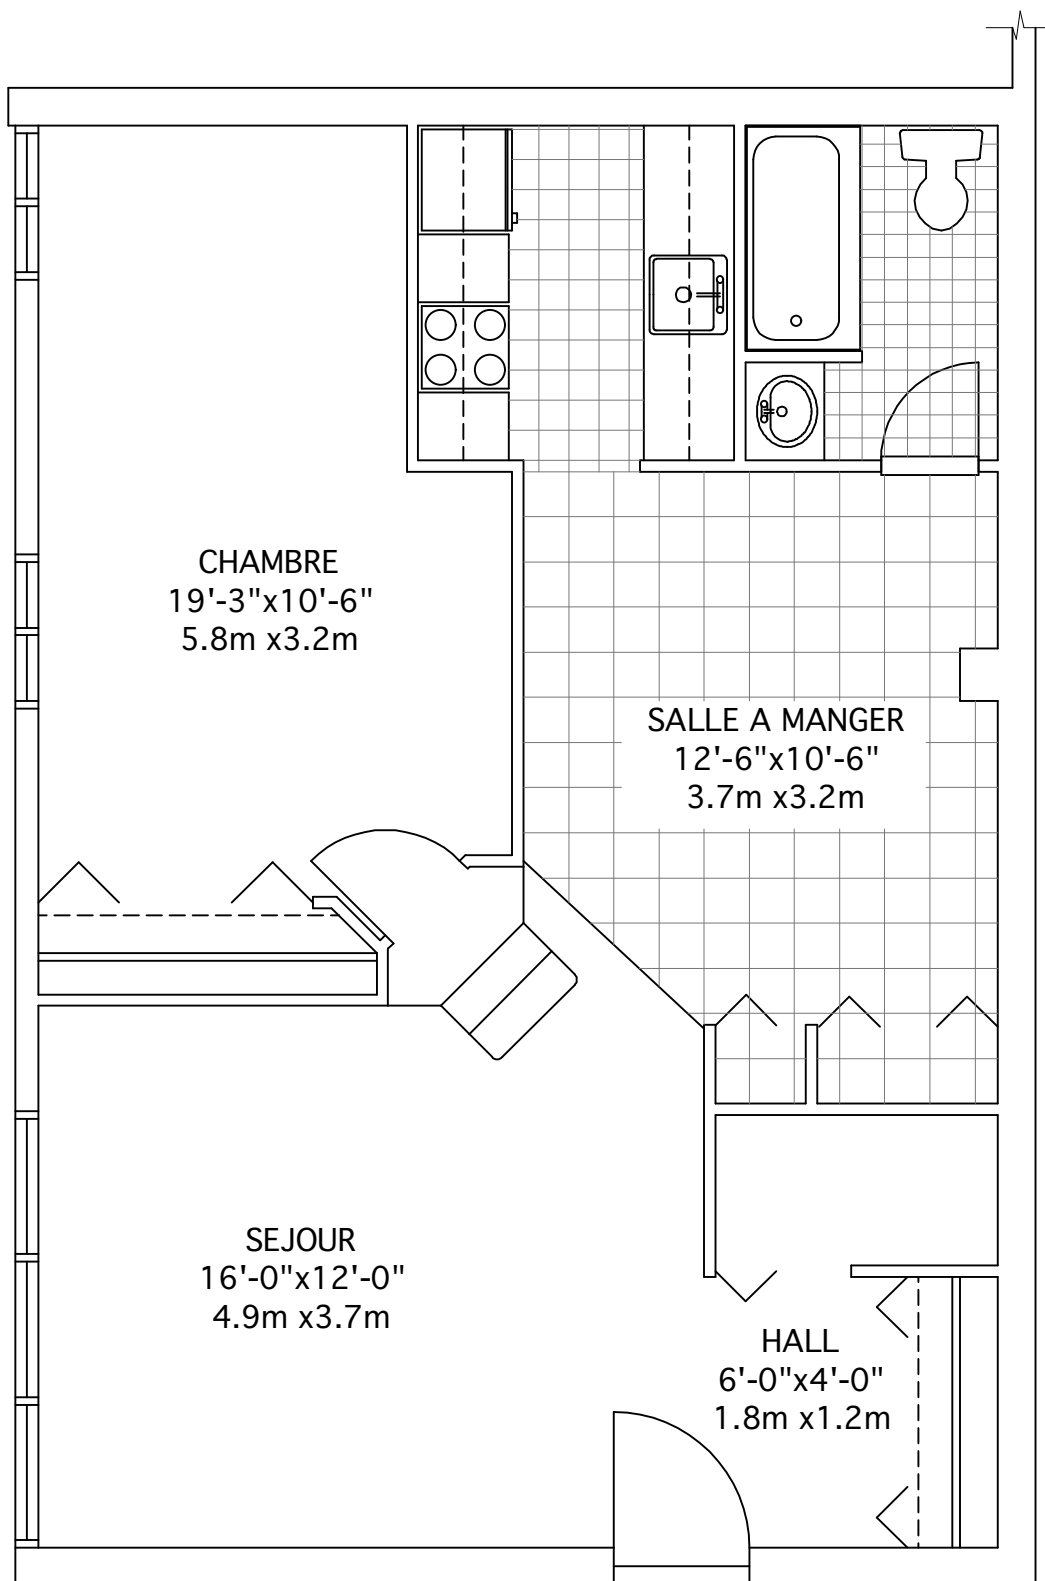 CHAMBRE
19'-3"x10'-6"
5.8m x3.2m
SALLE A MANGER
12'-6"x10'-6"
3.7m x3.2m
SEJOUR
16'-0"x12'-0"
4.9m x3.7m
HALL
6'-0"x4'-0"
1.8m x1.2m